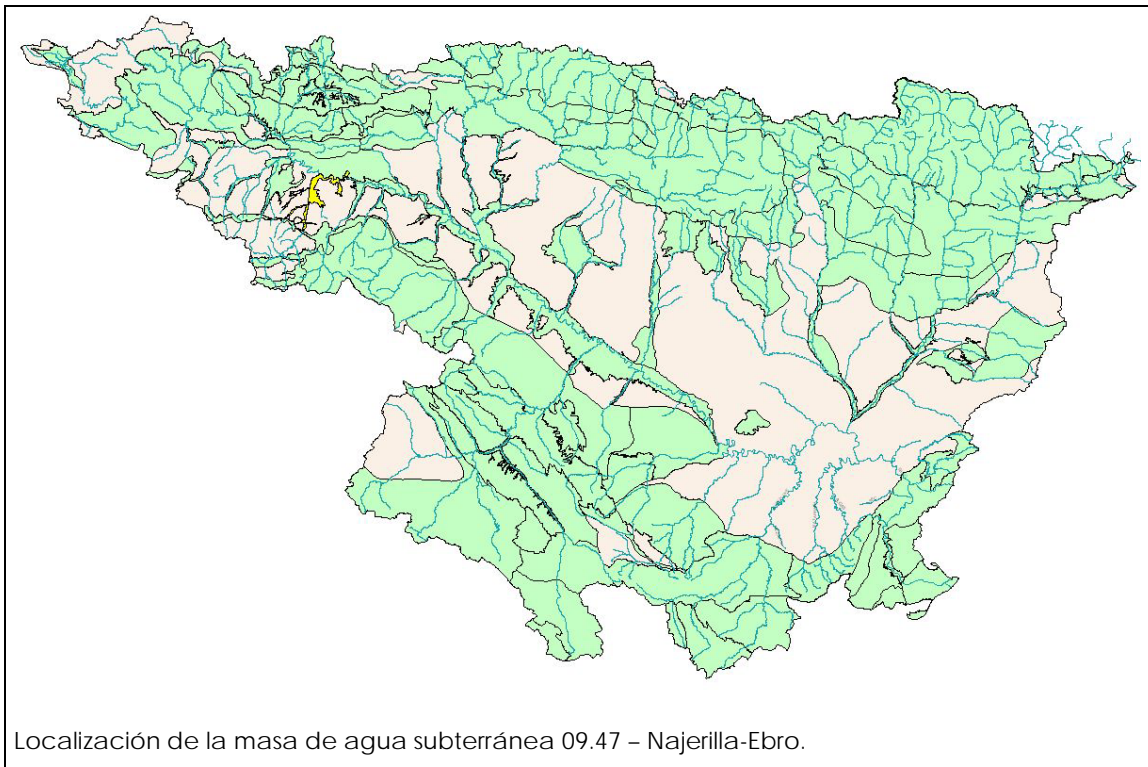 Localización de la masa de agua subterránea 09.47 – Najerilla-Ebro.